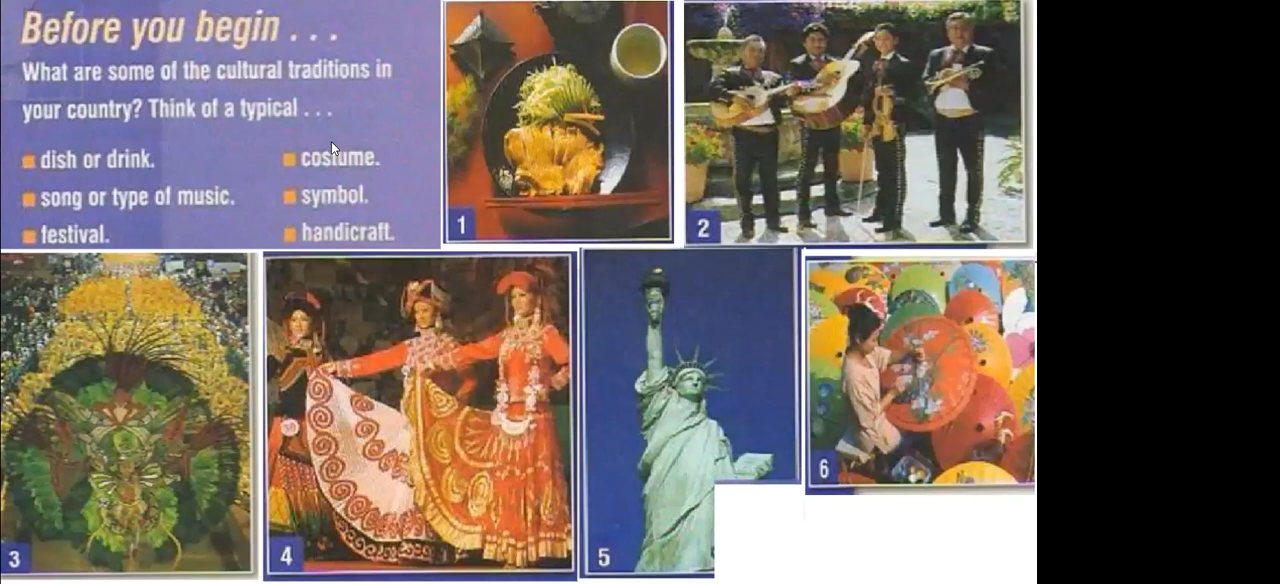 Before you begin . . .
What are some of the cultural traditions in
your country? Think of a typical . . .
dish or drink.
song or type of music.
festival.
costume.
symbol.
handicraft.
1
2
3
4
5
6